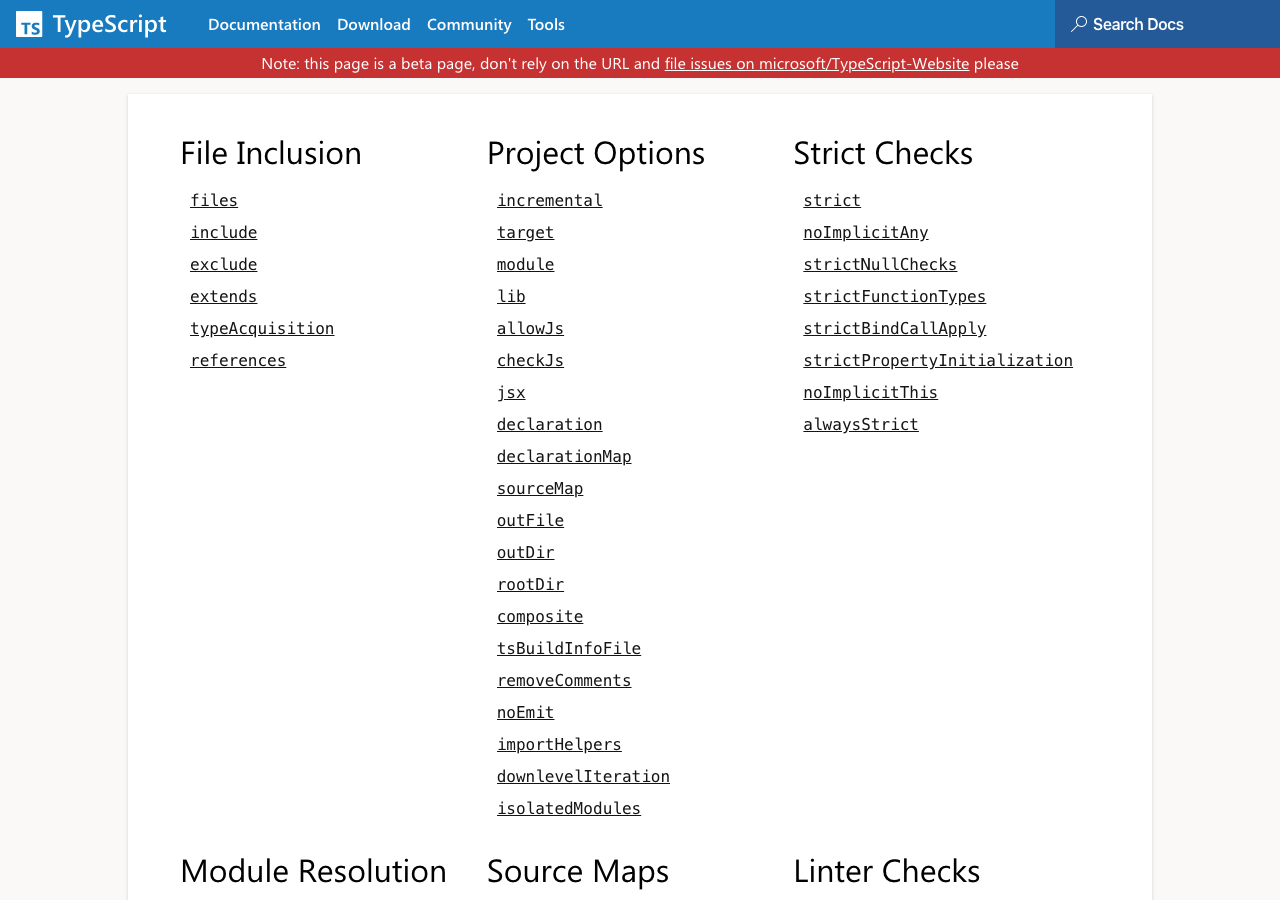 TS TypeScript Documentation Download Community Tools Search Docs
Note: this page is a beta page, don't rely on the URL and file issues on microsoft/TypeScript-Website please
File Inclusion
files
include
exclude
extends
typeAcquisition
references
Project Options
incremental
target
module
lib
allowJs
checkJs
jsx
declaration
declarationMap
sourceMap
outFile
outDir
rootDir
composite
tsBuildInfoFile
removeComments
noEmit
importHelpers
downlevelIteration
isolatedModules
Strict Checks
strict
noImplicitAny
strictNullChecks
strictFunctionTypes
strictBindCallApply
strictPropertyInitialization
noImplicitThis
alwaysStrict
Module Resolution
Source Maps
Linter Checks